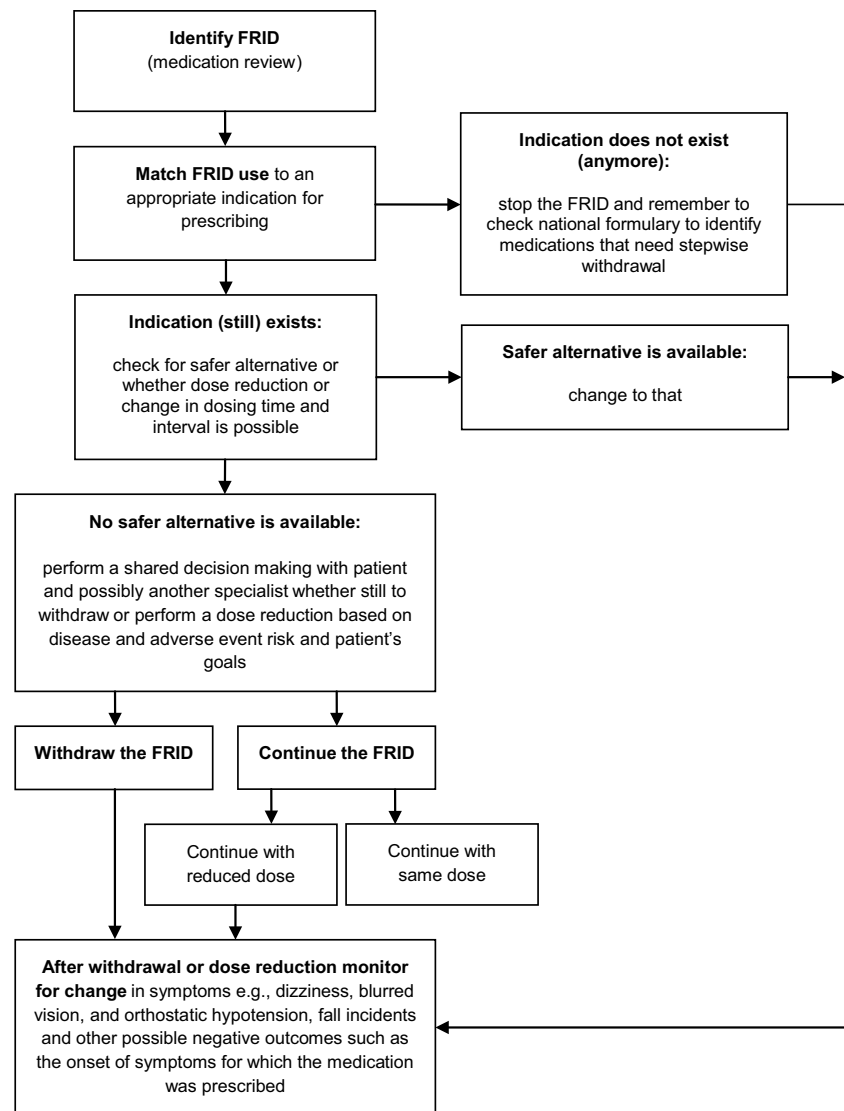 Identify FRID
(medication review)
Match FRID use to an
appropriate indication for
prescribing
Indication does not exist
(anymore):
stop the FRID and remember to
check national formulary to identify
medications that need stepwise
withdrawal
Indication (still) exists:
check for safer alternative or
whether dose reduction or
change in dosing time and
interval is possible
Safer alternative is available:
change to that
No safer alternative is available:
perform a shared decision making with patient
and possibly another specialist whether still to
withdraw or perform a dose reduction based on
disease and adverse event risk and patient’s
goals
Withdraw the FRID
Continue the FRID
Continue with
reduced dose
Continue with
same dose
After withdrawal or dose reduction monitor
for change in symptoms e.g., dizziness, blurred
vision, and orthostatic hypotension, fall incidents
and other possible negative outcomes such as
the onset of symptoms for which the medication
was prescribed